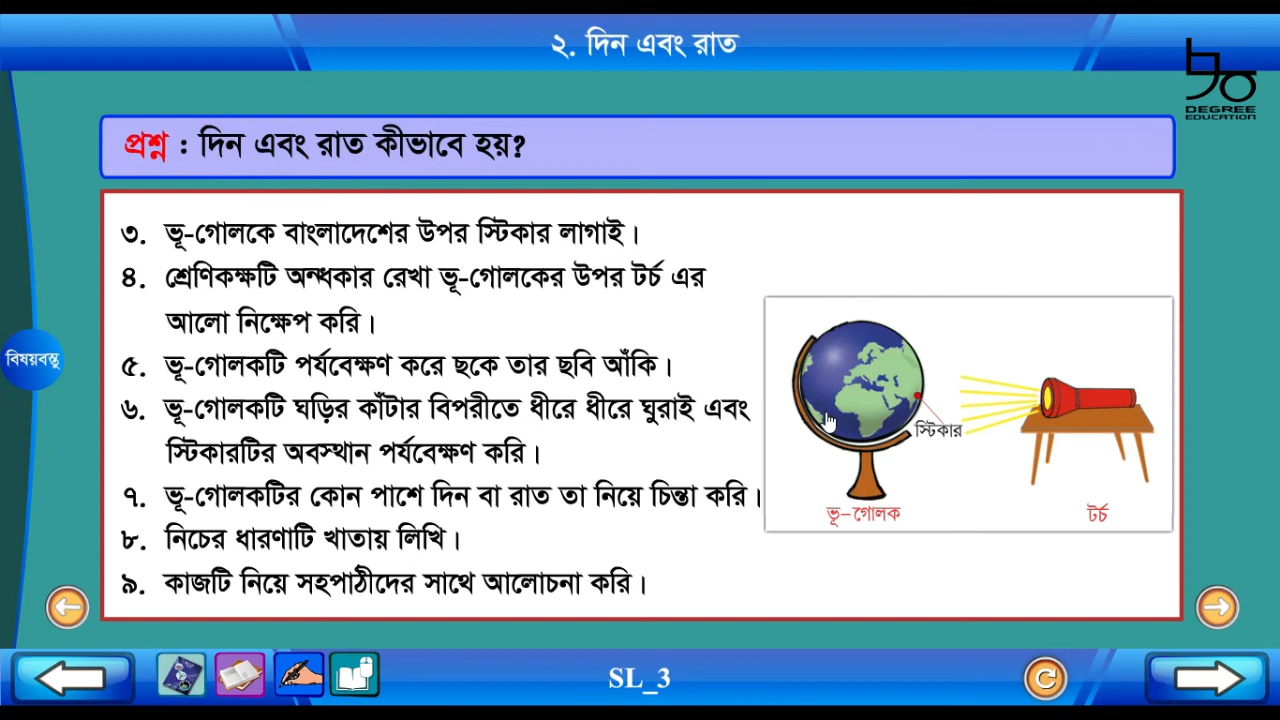 ২. দিন এবং রাত
DEGREE
EDUCATION
প্রশ্ন : দিন এবং রাত কীভাবে হয়?
৩. ভূ-গোলকে বাংলাদেশের উপর স্টিকার লাগাই।
৪. শ্রেণিকক্ষটি অন্ধকার রেখা ভূ-গোলকের উপর টর্চ এর
আলো নিক্ষেপ করি।
৫. ভূ-গোলকটি পর্যবেক্ষণ করে ছকে তার ছবি আঁকি।
৬. ভূ-গোলকটি ঘড়ির কাঁটার বিপরীতে ধীরে ধীরে ঘুরাই এবং
স্টিকারটির অবস্থান পর্যবেক্ষণ করি।
৭. ভূ-গোলকটির কোন পাশে দিন বা রাত তা নিয়ে চিন্তা করি।
৮. নিচের ধারণাটি খাতায় লিখি।
৯. কাজটি নিয়ে সহপাঠীদের সাথে আলোচনা করি।
স্টিকার
ভূ-গোলক
টর্চ
বিষয়বস্তু
SL_3